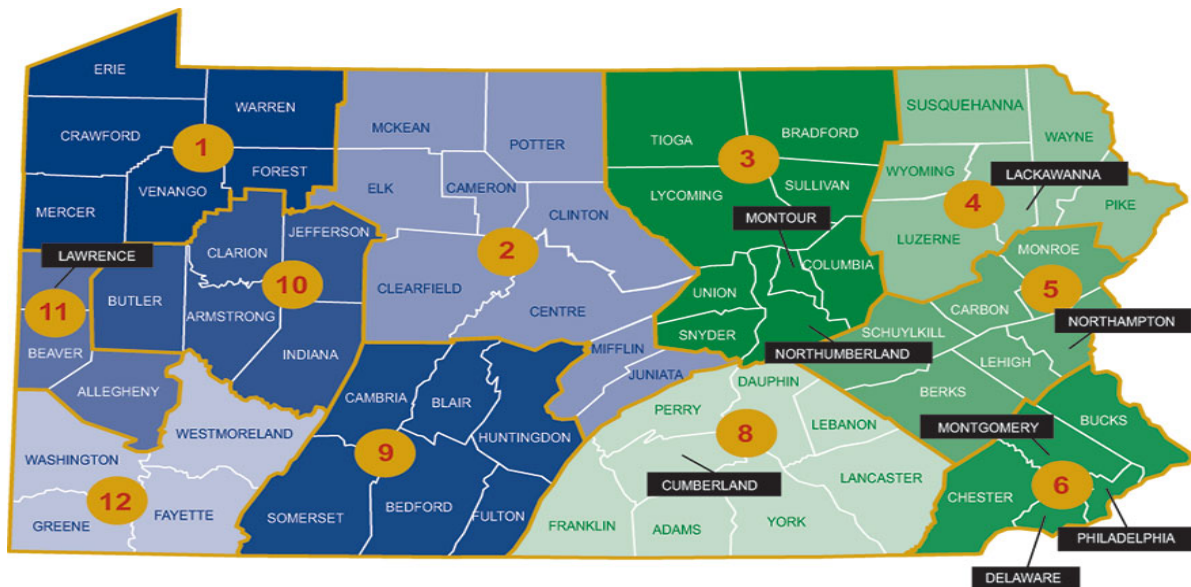 ERIE
WARREN
CRAWFORD
1
FOREST
VENANGO
MERCER
MCKEAN
POTTER
ELK
CAMERON
CLINTON
2
CLEARFIELD
CENTRE
MIFFLIN
JUNIATA
TIOGA
BRADFORD
3
LYCOMING
SULLIVAN
MONTOUR
COLUMBIA
UNION
SNYDER
NORTHUMBERLAND
SUSQUEHANNA
WAYNE
WYOMING
LACKAWANNA
4
PIKE
LUZERNE
MONROE
5
CARBON
NORTHAMPTON
SCHUYLKILL
LEHIGH
BERKS
CLARION
JEFFERSON
10
BUTLER
ARMSTRONG
INDIANA
LAWRENCE
11
BEAVER
ALLEGHENY
WESTMORELAND
WASHINGTON
12
GREENE
FAYETTE
CAMBRIA
BLAIR
HUNTINGDON
9
SOMERSET
BEDFORD
FULTON
DAUPHIN
PERRY
8
LEBANON
CUMBERLAND
LANCASTER
FRANKLIN
ADAMS
YORK
BUCKS
MONTGOMERY
CHESTER
6
PHILADELPHIA
DELAWARE